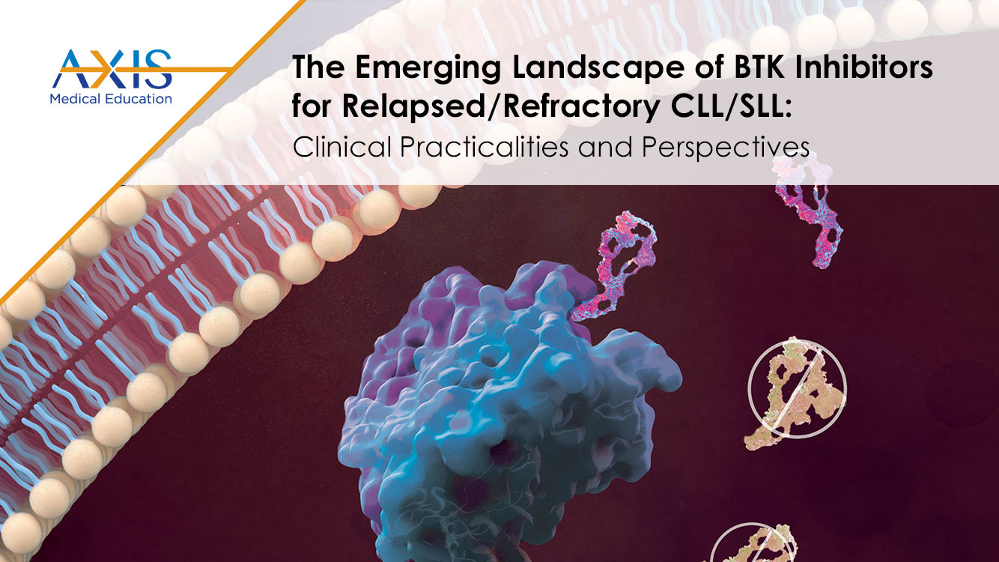 AXIS
Medical Education
The Emerging Landscape of BTK Inhibitors
for Relapsed/Refractory CLL/SLL:
Clinical Practicalities and Perspectives